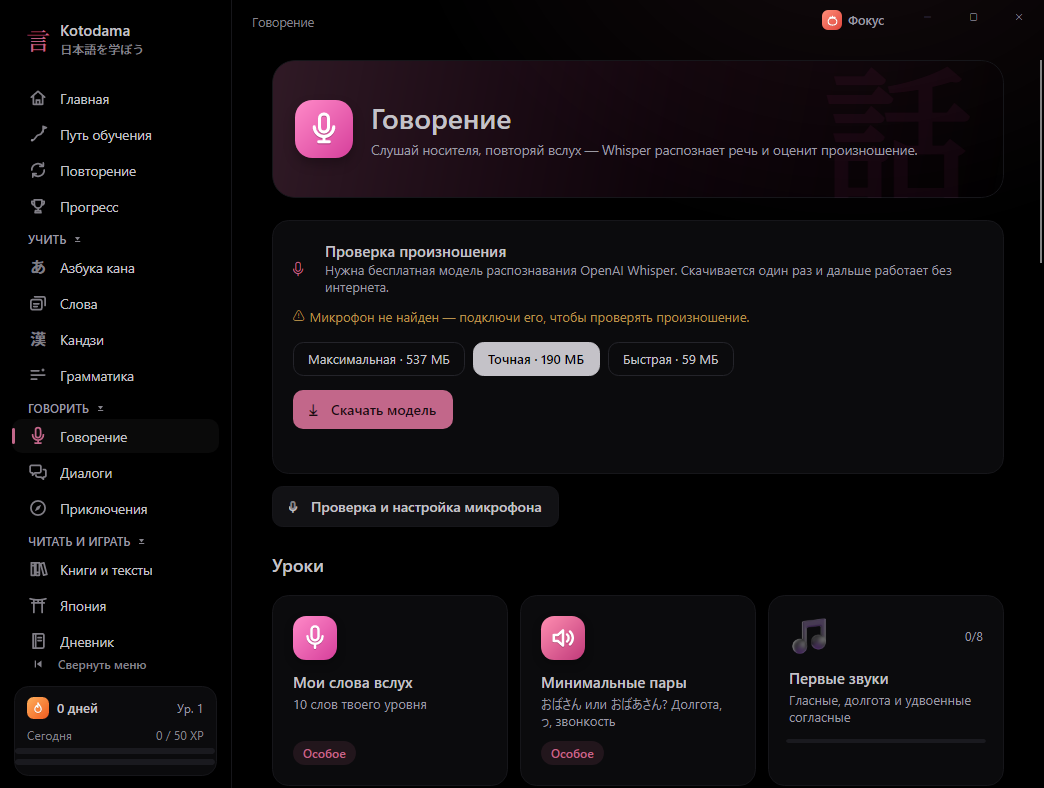 言
Kotodama
日本語を学ぼう
Главная
Путь обучения
Повторение
Прогресс
УЧИТЬ
あ Азбука кана
Слова
漢 Кандзи
Грамматика
ГОВОРИТЬ
Говорение
Диалоги
Приключения
ЧИТАТЬ И ИГРАТЬ
Книги и тексты
Япония
Дневник
Свернуть меню
0 дней Ур. 1
Сегодня 0 / 50 XP
Говорение
Фокус
話
Говорение
Слушай носителя, повторяй вслух — Whisper распознает речь и оценит произношение.
Проверка произношения
Нужна бесплатная модель распознавания OpenAI Whisper. Скачивается один раз и дальше работает без
интернета.
Микрофон не найден — подключи его, чтобы проверять произношение.
Максимальная · 537 МБ Точная · 190 МБ Быстрая · 59 МБ
Скачать модель
Проверка и настройка микрофона
Уроки
Мои слова вслух
10 слов твоего уровня
Особое
Минимальные пары
おばさん или おばあさん? Долгота,
っ, звонкость
Особое
0/8
Первые звуки
Гласные, долгота и удвоенные
согласные